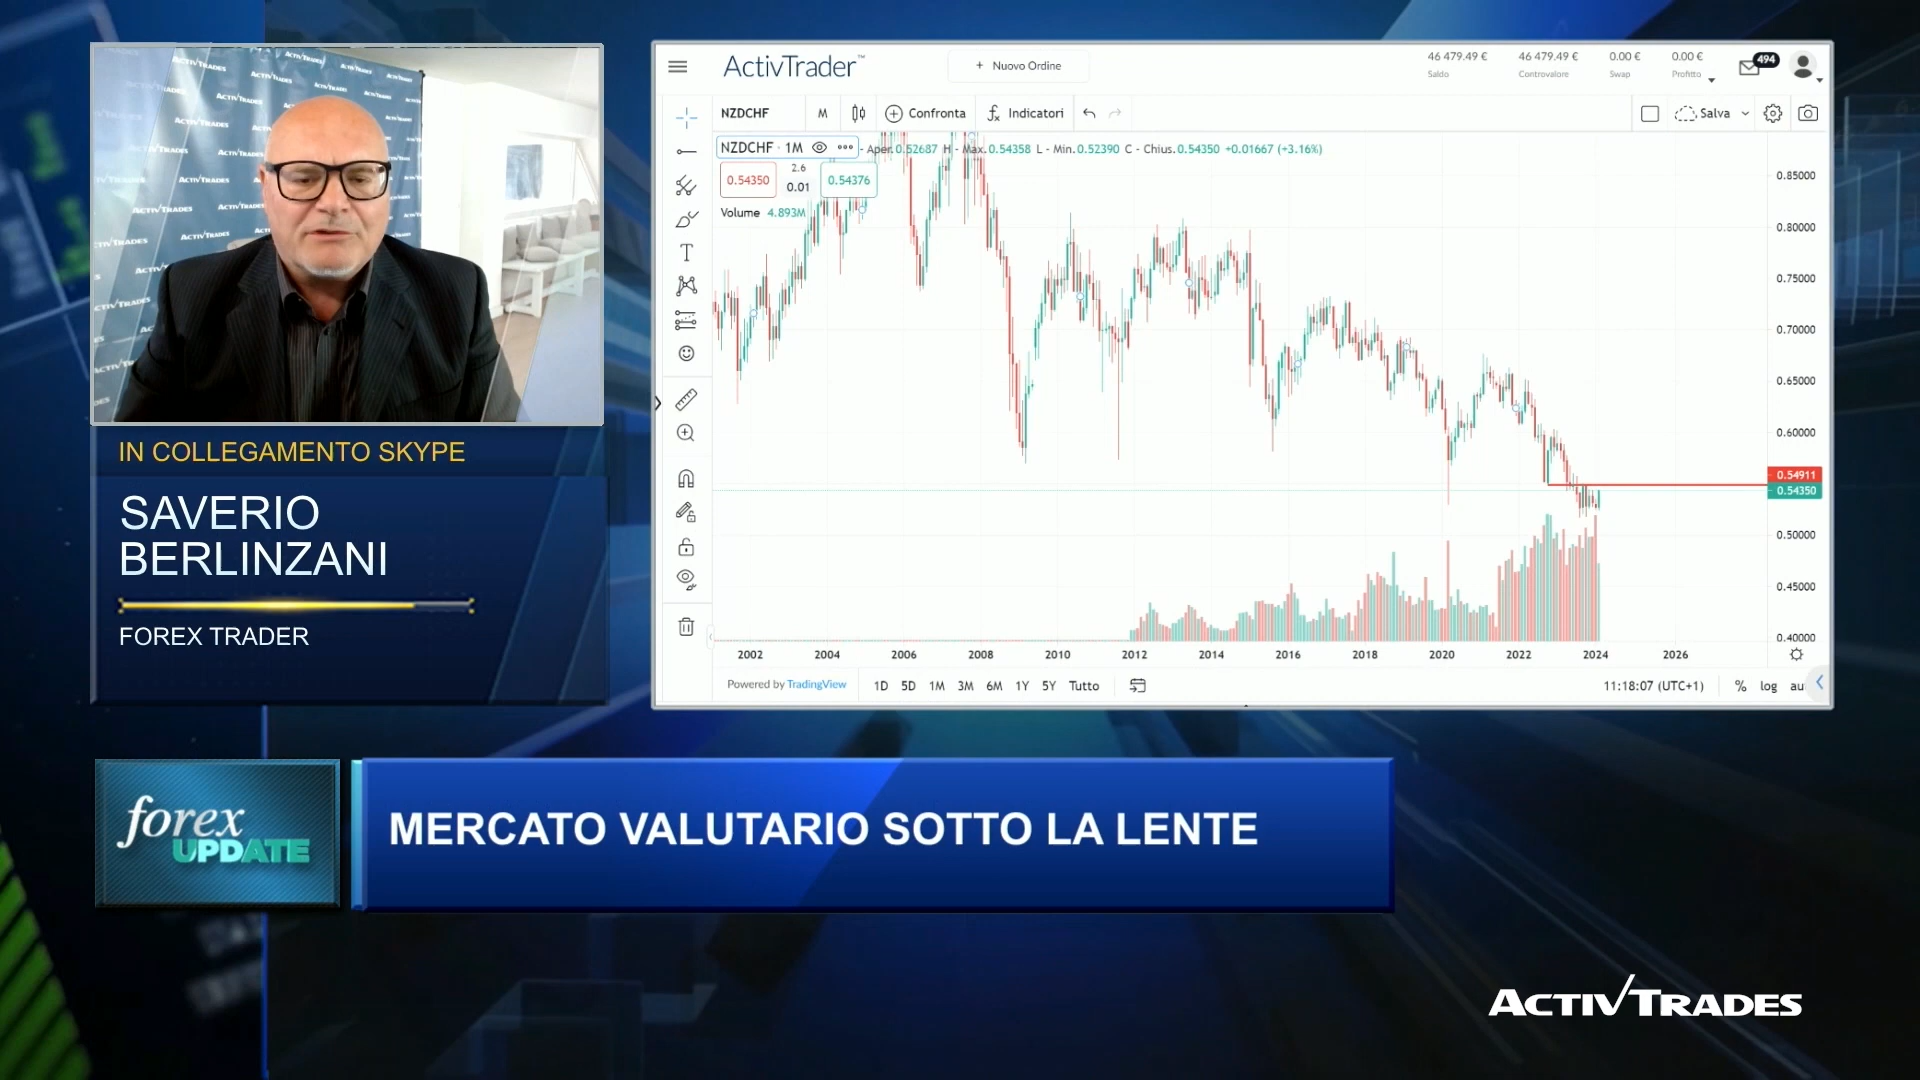 ACTIVTRADES
IN COLLEGAMENTO SKYPE
SAVERIO
BERLINZANI
FOREX TRADER
ActivTrader™
+ Nuovo Ordine
46 479.49 € 46 479.49 € 0.00 € 0.00 €
Saldo Controvalore Swap Profitto
494
NZDCHF M Confronta Indicatori Salva
NZDCHF · 1M ••• - Aper.0.52687 H - Max.0.54358 L - Min.0.52390 C - Chius.0.54350 +0.01667 (+3.16%)
0.54350 2.6 0.01 0.54376
Volume 4.893M
0.85000
0.80000
0.75000
0.70000
0.65000
0.60000
0.54911
0.54350
0.50000
0.45000
0.40000
2002 2004 2006 2008 2010 2012 2014 2016 2018 2020 2022 2024 2026
Powered by TradingView 1D 5D 1M 3M 6M 1Y 5Y Tutto 11:18:07 (UTC+1) % log au
forex
UPDATE
MERCATO VALUTARIO SOTTO LA LENTE
ACTIVTRADES